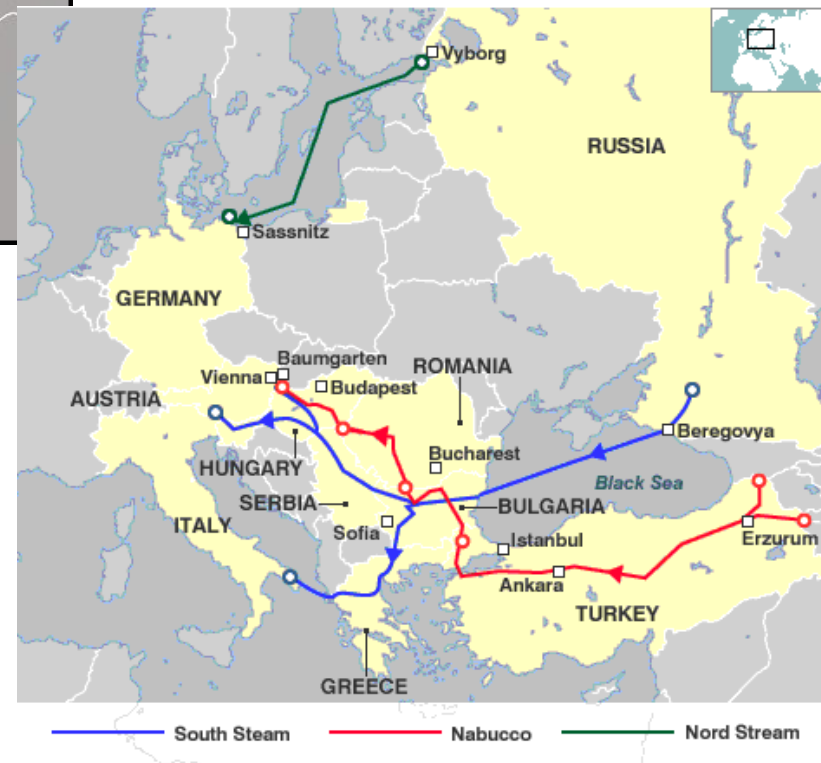 Vyborg
RUSSIA
Sassnitz
GERMANY
Baumgarten
ROMANIA
Vienna
Budapest
AUSTRIA
Beregovya
Bucharest
HUNGARY
Black Sea
SERBIA
BULGARIA
ITALY
Sofia
Istanbul
Erzurum
Ankara
TURKEY
GREECE
South Steam
Nabucco
Nord Stream